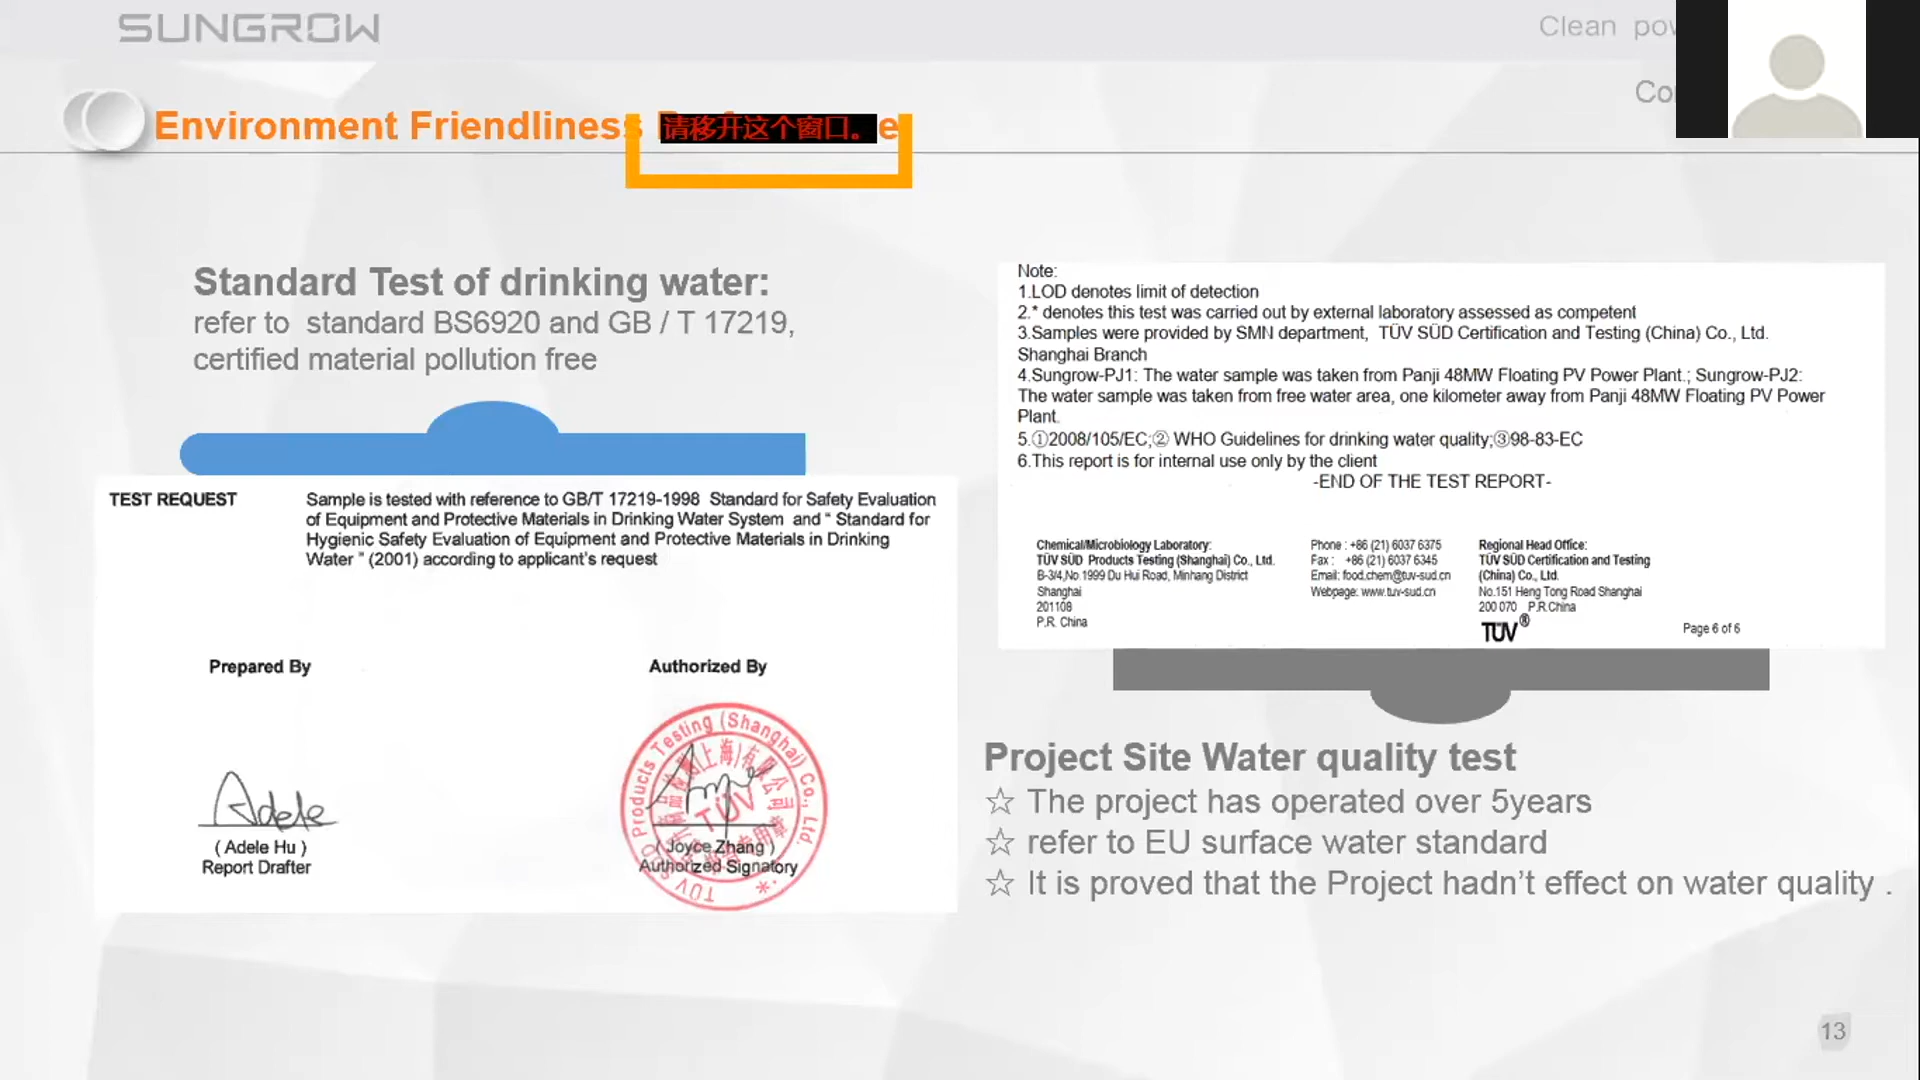 SUNGROW
Clean
Environment Friendliness
请移开这个窗口。
Standard Test of drinking water:
refer to standard BS6920 and GB / T 17219,
certified material pollution free
TEST REQUEST
Sample is tested with reference to GB/T 17219-1998 Standard for Safety Evaluation
of Equipment and Protective Materials in Drinking Water System and “ Standard for
Hygienic Safety Evaluation of Equipment and Protective Materials in Drinking
Water ” (2001) according to applicant's request
Prepared By
Authorized By
Adele
( Adele Hu )
Report Drafter
( Joyce Zhang )
Authorized Signatory
Products Testing (Shanghai) Co., Ltd.
TÜV
Note:
1.LOD denotes limit of detection
2.* denotes this test was carried out by external laboratory assessed as competent
3.Samples were provided by SMN department, TÜV SÜD Certification and Testing (China) Co., Ltd.
Shanghai Branch
4.Sungrow-PJ1: The water sample was taken from Panji 48MW Floating PV Power Plant.; Sungrow-PJ2:
The water sample was taken from free water area, one kilometer away from Panji 48MW Floating PV Power
Plant.
5.①2008/105/EC;② WHO Guidelines for drinking water quality;③98-83-EC
6.This report is for internal use only by the client
-END OF THE TEST REPORT-
Chemical/Microbiology Laboratory:
TÜV SÜD Products Testing (Shanghai) Co., Ltd.
B-3/4,No.1999 Du Hui Road, Minhang District
Shanghai
201108
P.R. China
Phone : +86 (21) 6037 6375
Fax : +86 (21) 6037 6345
Email: food.chem@tuv-sud.cn
Webpage: www.tuv-sud.cn
Regional Head Office:
TÜV SÜD Certification and Testing
(China) Co., Ltd.
No.151 Heng Tong Road Shanghai
200 070 P.R.China
TÜV®
Page 6 of 6
Project Site Water quality test
☆ The project has operated over 5years
☆ refer to EU surface water standard
☆ It is proved that the Project hadn’t effect on water quality .
13